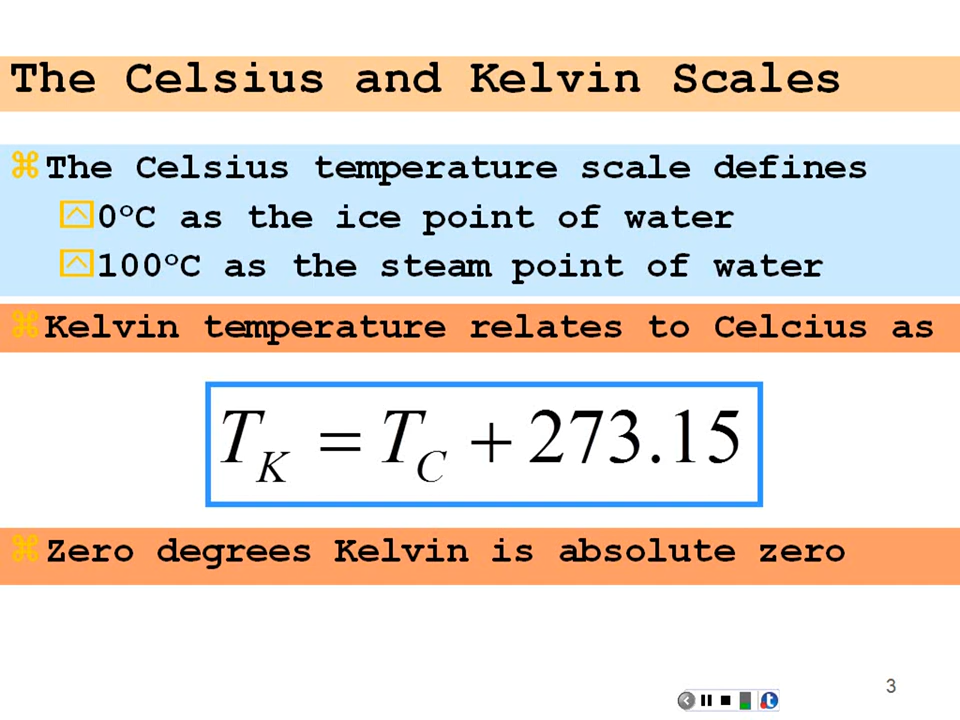 The Celsius and Kelvin Scales
The Celsius temperature scale defines
0°C as the ice point of water
100°C as the steam point of water
Kelvin temperature relates to Celcius as
T_K = T_C + 273.15
Zero degrees Kelvin is absolute zero
3